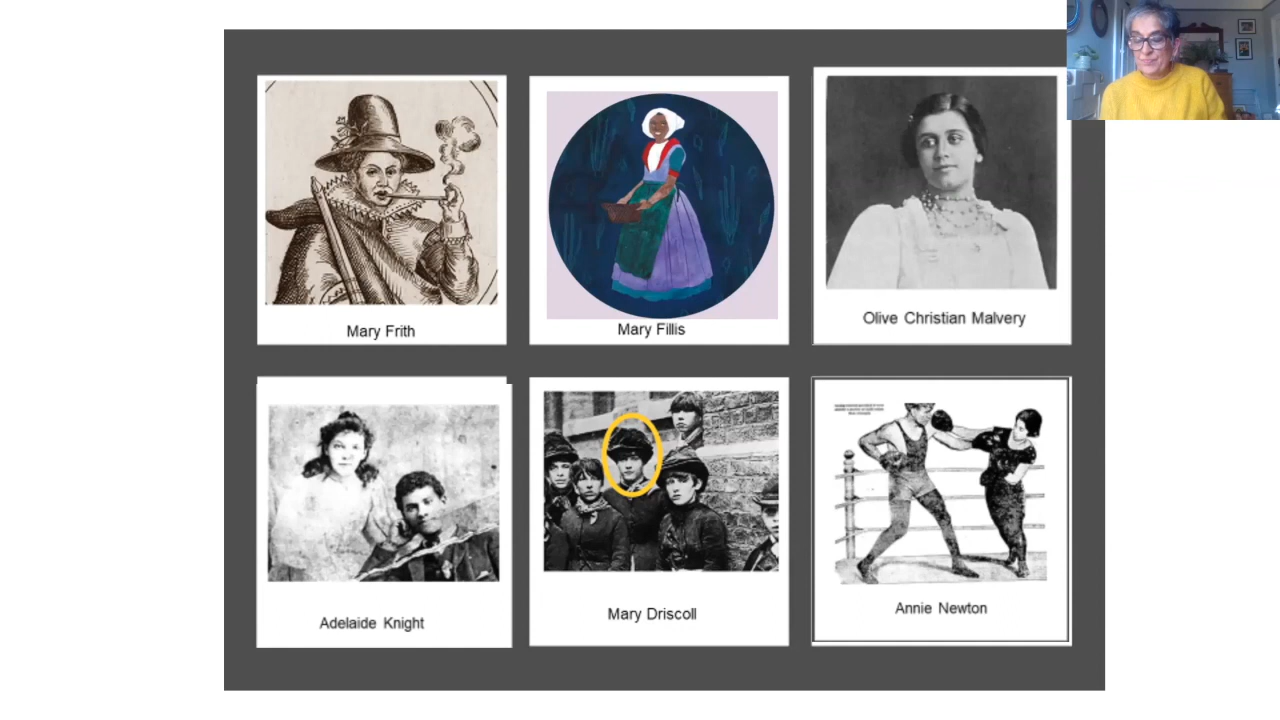 Mary Frith
Mary Fillis
Olive Christian Malvery
Adelaide Knight
Mary Driscoll
Annie Newton